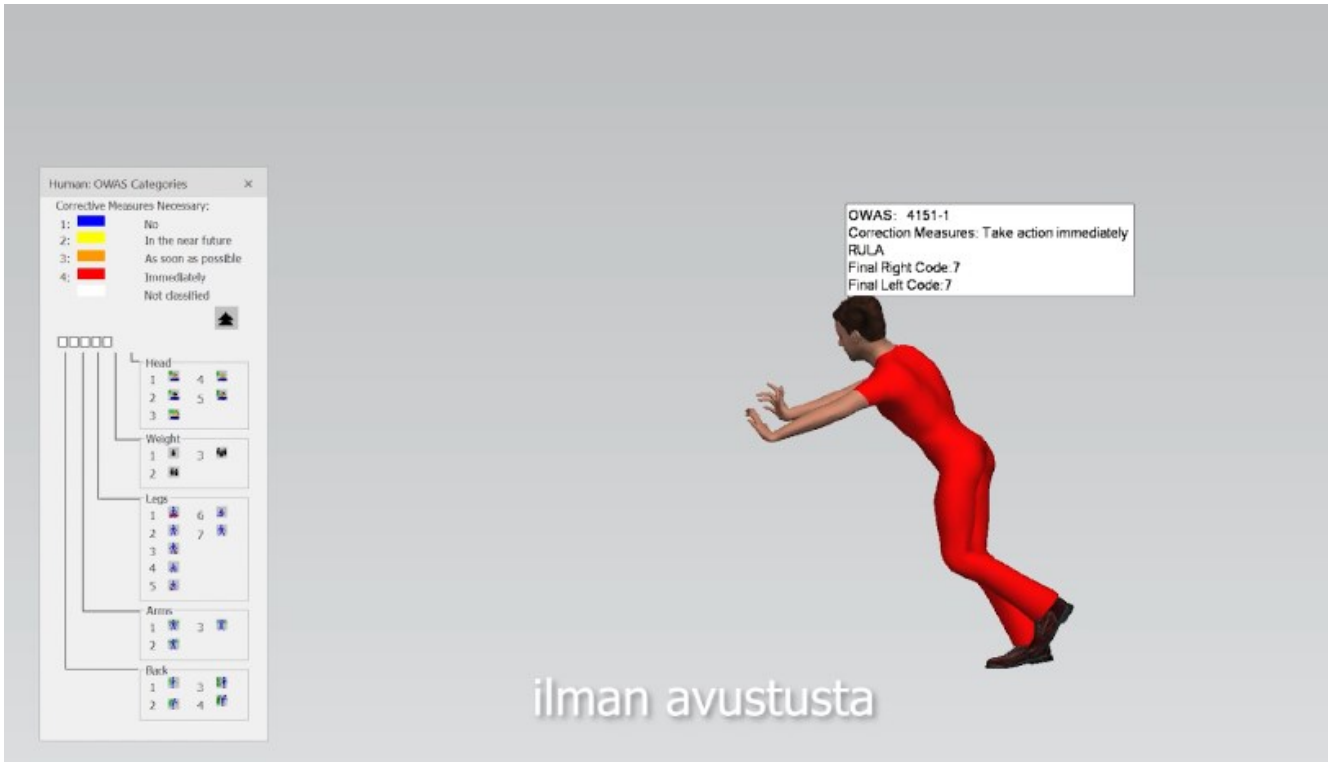 Human: OWAS Categories ×
Corrective Measures Necessary:
1: No
2: In the near future
3: As soon as possible
4: Immediately
Not classified
Head
1 4
2 5
3
Weight
1 3
2
Legs
1 6
2 7
3
4
5
Arms
1 3
2
Back
1 3
2 4
OWAS: 4151-1
Correction Measures: Take action immediately
RULA
Final Right Code:7
Final Left Code:7
ilman avustusta